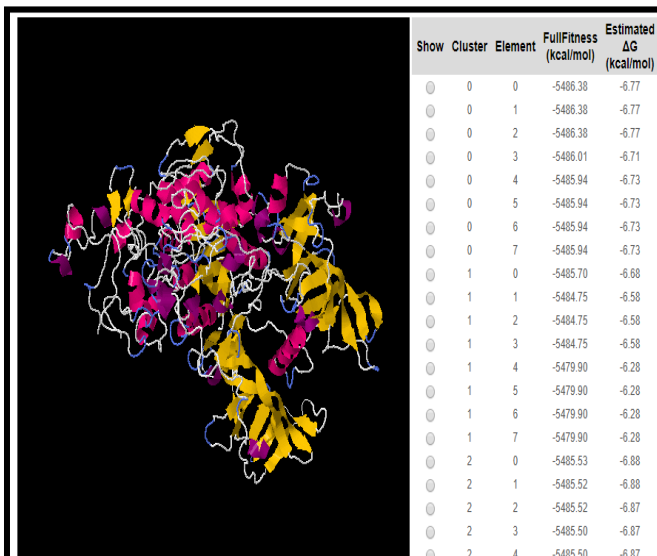 Show Cluster Element FullFitness (kcal/mol) Estimated ΔG (kcal/mol)
0 0 -5486.38 -6.77
0 1 -5486.38 -6.77
0 2 -5486.38 -6.77
0 3 -5486.01 -6.71
0 4 -5485.94 -6.73
0 5 -5485.94 -6.73
0 6 -5485.94 -6.73
0 7 -5485.94 -6.73
1 0 -5485.70 -6.68
1 1 -5484.75 -6.58
1 2 -5484.75 -6.58
1 3 -5484.75 -6.58
1 4 -5479.90 -6.28
1 5 -5479.90 -6.28
1 6 -5479.90 -6.28
1 7 -5479.90 -6.28
2 0 -5485.53 -6.88
2 1 -5485.52 -6.88
2 2 -5485.52 -6.87
2 3 -5485.50 -6.87
2 4 -5485.50 -6.87